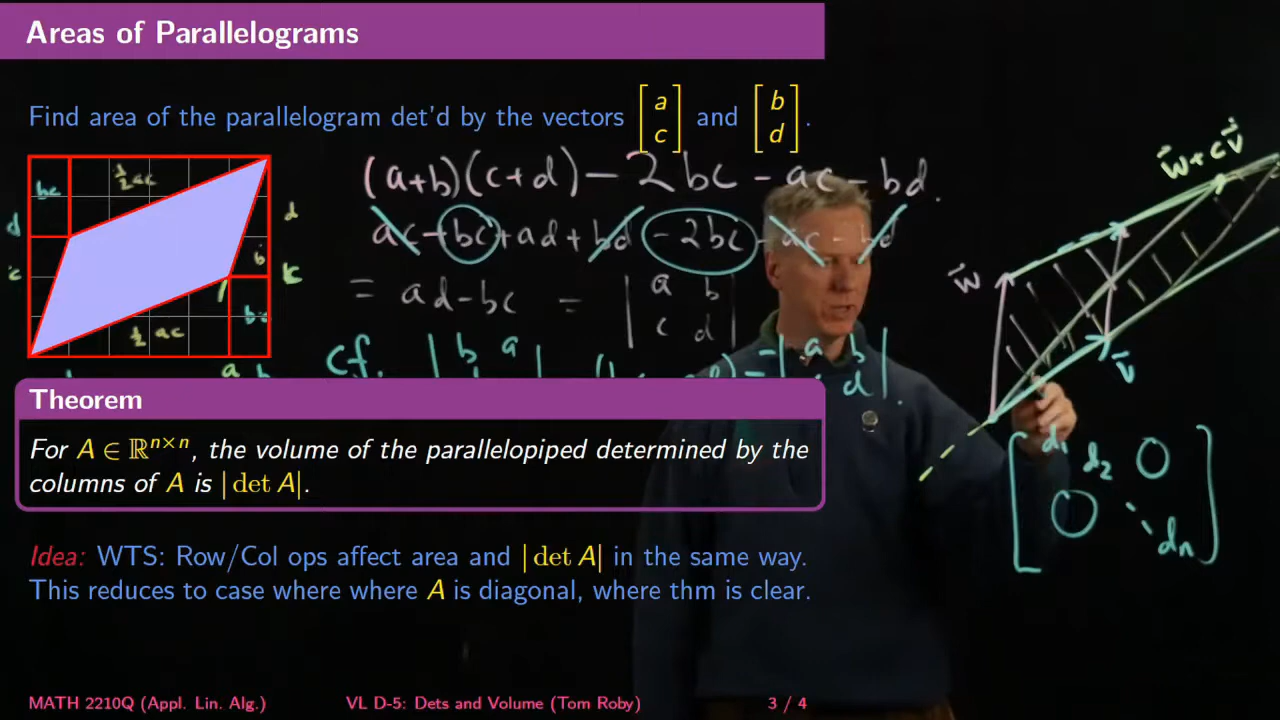 Areas of Parallelograms
Find area of the parallelogram det'd by the vectors [a c] and [b d].
bc ½ac d d c b c ½ac bc a b
(a+b)(c+d) − 2bc − ac − bd.
ac + bc + ad + bd − 2bc − ac − bd
= ad−bc = |a b c d|
cf. |b a
−|a b d|.
w⃗ w⃗+cv⃗ v⃗
[d₁ d₂ 0 0 ⋱ dₙ]
Theorem
For A ∈ ℝⁿˣⁿ, the volume of the parallelopiped determined by the
columns of A is |det A|.
Idea: WTS: Row/Col ops affect area and |det A| in the same way.
This reduces to case where where A is diagonal, where thm is clear.
MATH 2210Q (Appl. Lin. Alg.) VL D-5: Dets and Volume (Tom Roby) 3 / 4